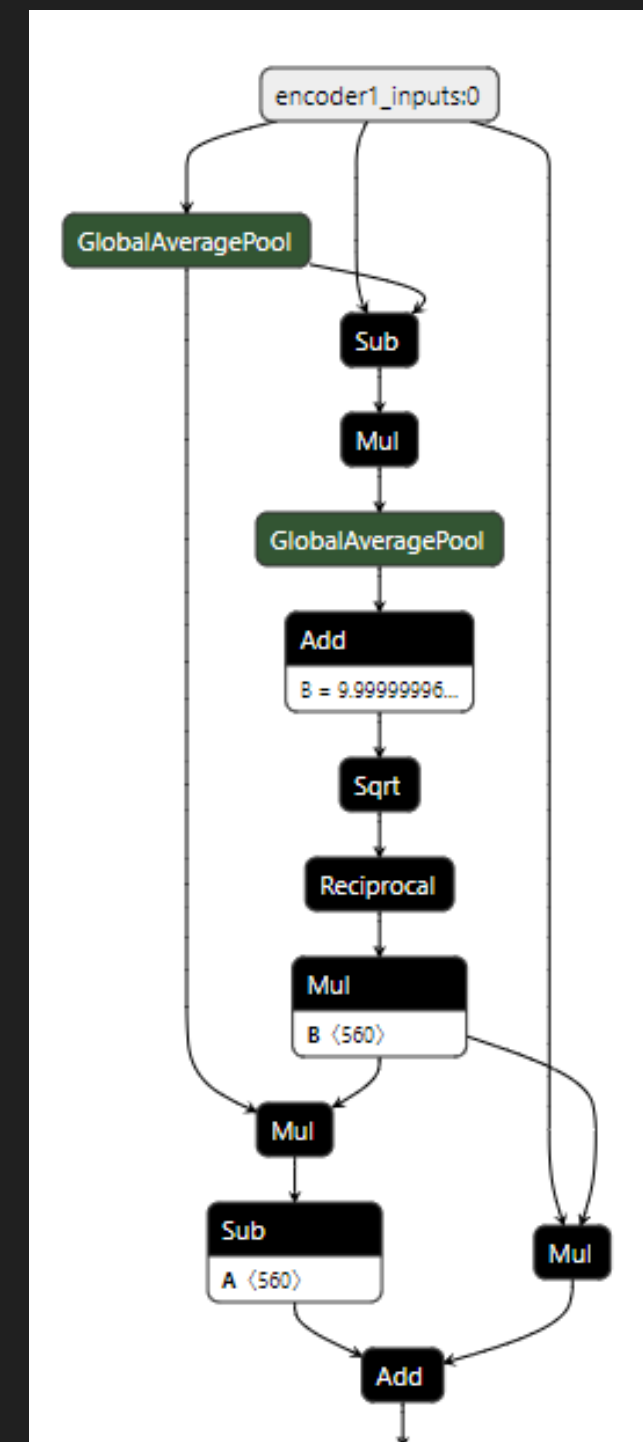 encoder1_inputs:0
GlobalAveragePool
Sub
Mul
GlobalAveragePool
Add
B = 9.99999996...
Sqrt
Reciprocal
Mul
B 〈560〉
Mul
Sub
A 〈560〉
Mul
Add